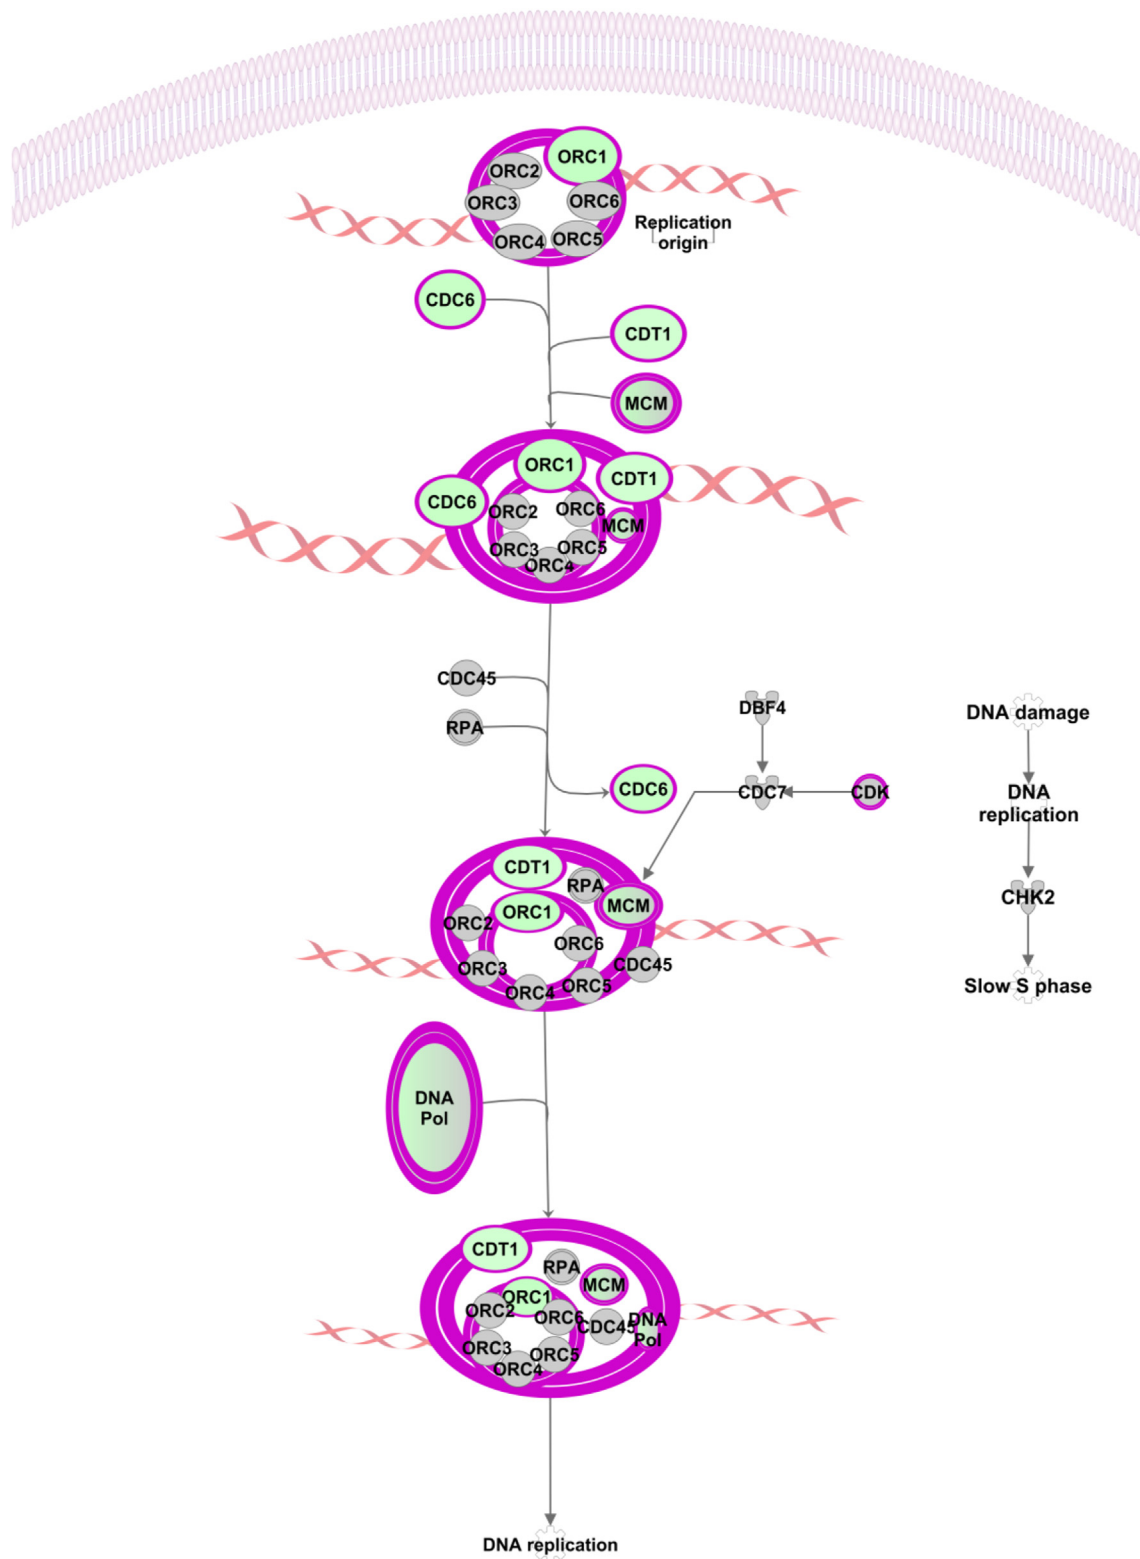 ORC1
ORC2
ORC3
ORC6
ORC4
ORC5
Replication
origin
CDC6
CDT1
MCM
ORC1
CDT1
CDC6
ORC2
ORC6
MCM
ORC3
ORC5
ORC4
CDC45
RPA
CDC6
DBF4
CDC7
CDK
DNA damage
DNA
replication
CHK2
Slow S phase
CDT1
RPA
MCM
ORC1
ORC2
ORC6
ORC3
CDC45
ORC5
ORC4
DNA
Pol
CDT1
RPA
MCM
ORC1
ORC2
ORC6
CDC45
DNA
Pol
ORC3
ORC5
ORC4
DNA replication